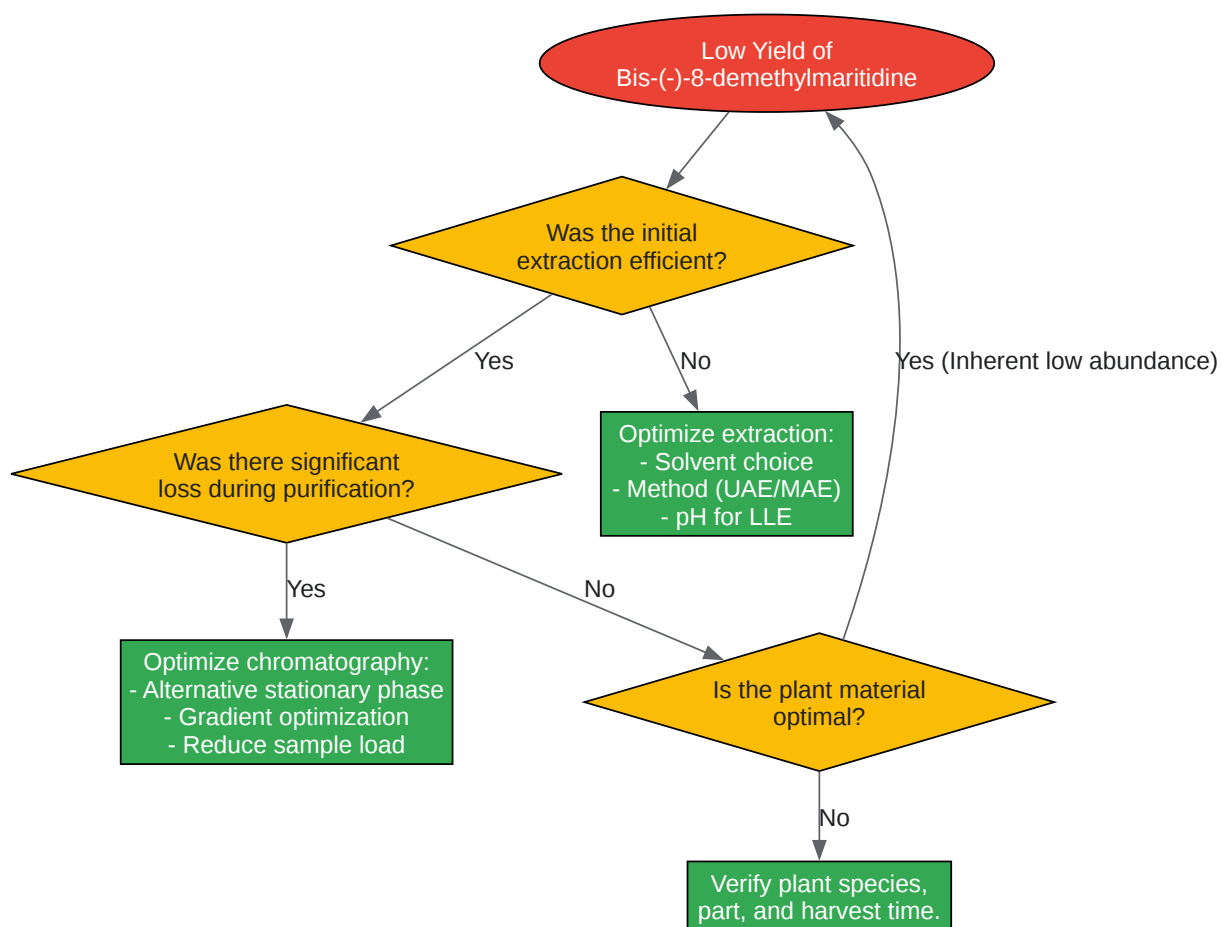 Low Yield of
Bis-(-)-8-demethylmaritidine
Was the initial
extraction efficient?
Yes
No
Yes (Inherent low abundance)
Was there significant
loss during purification?
Optimize extraction:
- Solvent choice
- Method (UAE/MAE)
- pH for LLE
Yes
No
Optimize chromatography:
- Alternative stationary phase
- Gradient optimization
- Reduce sample load
Is the plant material
optimal?
No
Verify plant species,
part, and harvest time.